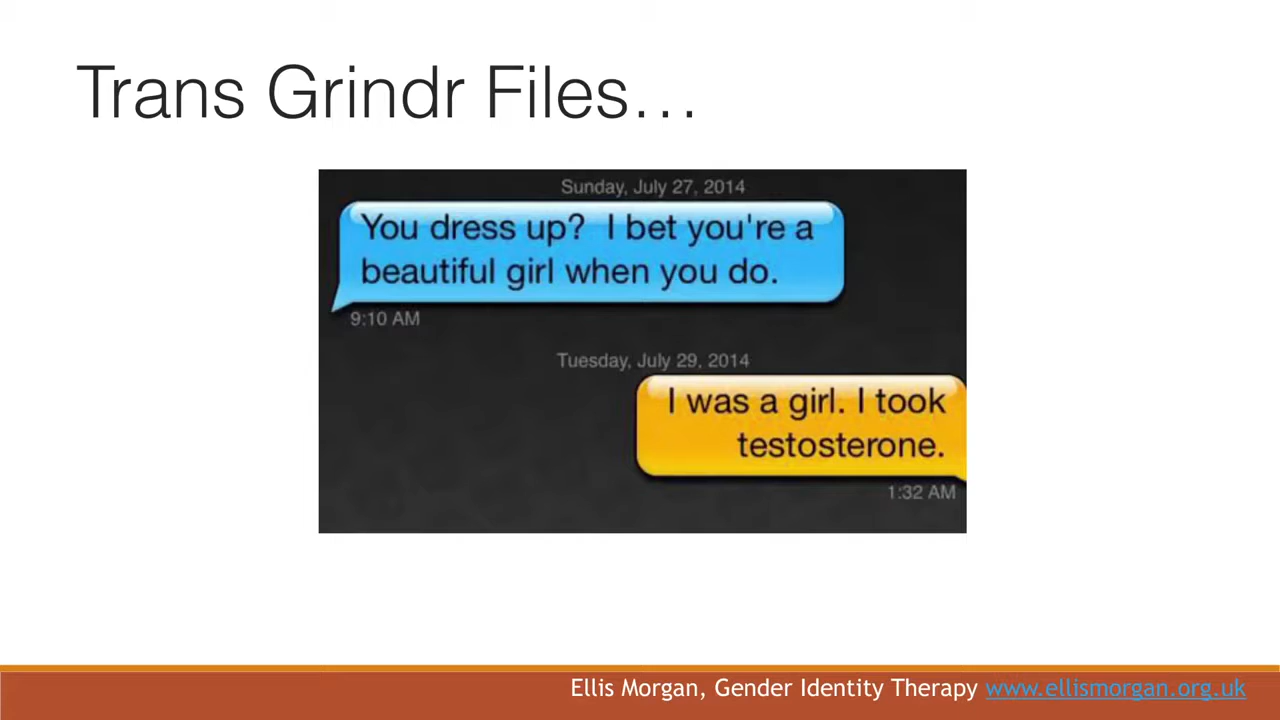 Trans Grindr Files…
Sunday, July 27, 2014
You dress up?  I bet you're a
beautiful girl when you do.
9:10 AM
Tuesday, July 29, 2014
I was a girl. I took
testosterone.
1:32 AM
Ellis Morgan, Gender Identity Therapy www.ellismorgan.org.uk